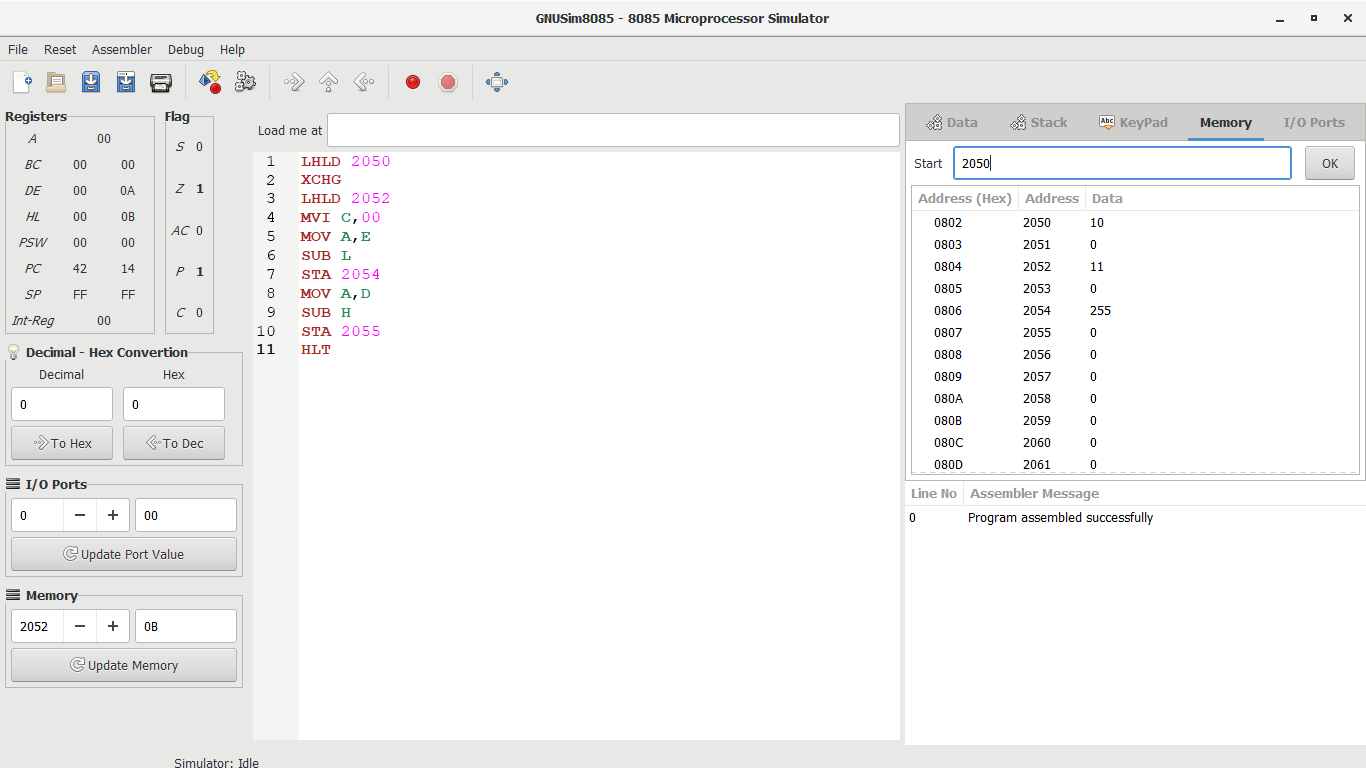 GNUSim8085 - 8085 Microprocessor Simulator
File Reset Assembler Debug Help
Registers
A 00
BC 00 00
DE 00 0A
HL 00 0B
PSW 00 00
PC 42 14
SP FF FF
Int-Reg 00
Flag
S 0
Z 1
AC 0
P 1
C 0
Decimal - Hex Convertion
Decimal Hex
0 0
To Hex To Dec
I/O Ports
0 − + 00
Update Port Value
Memory
2052 − + 0B
Update Memory
Load me at
1 LHLD 2050
2 XCHG
3 LHLD 2052
4 MVI C,00
5 MOV A,E
6 SUB L
7 STA 2054
8 MOV A,D
9 SUB H
10 STA 2055
11 HLT
Data Stack Abc KeyPad Memory I/O Ports
Start 2050 OK
Address (Hex) Address Data
0802 2050 10
0803 2051 0
0804 2052 11
0805 2053 0
0806 2054 255
0807 2055 0
0808 2056 0
0809 2057 0
080A 2058 0
080B 2059 0
080C 2060 0
080D 2061 0
Line No Assembler Message
0 Program assembled successfully
Simulator: Idle